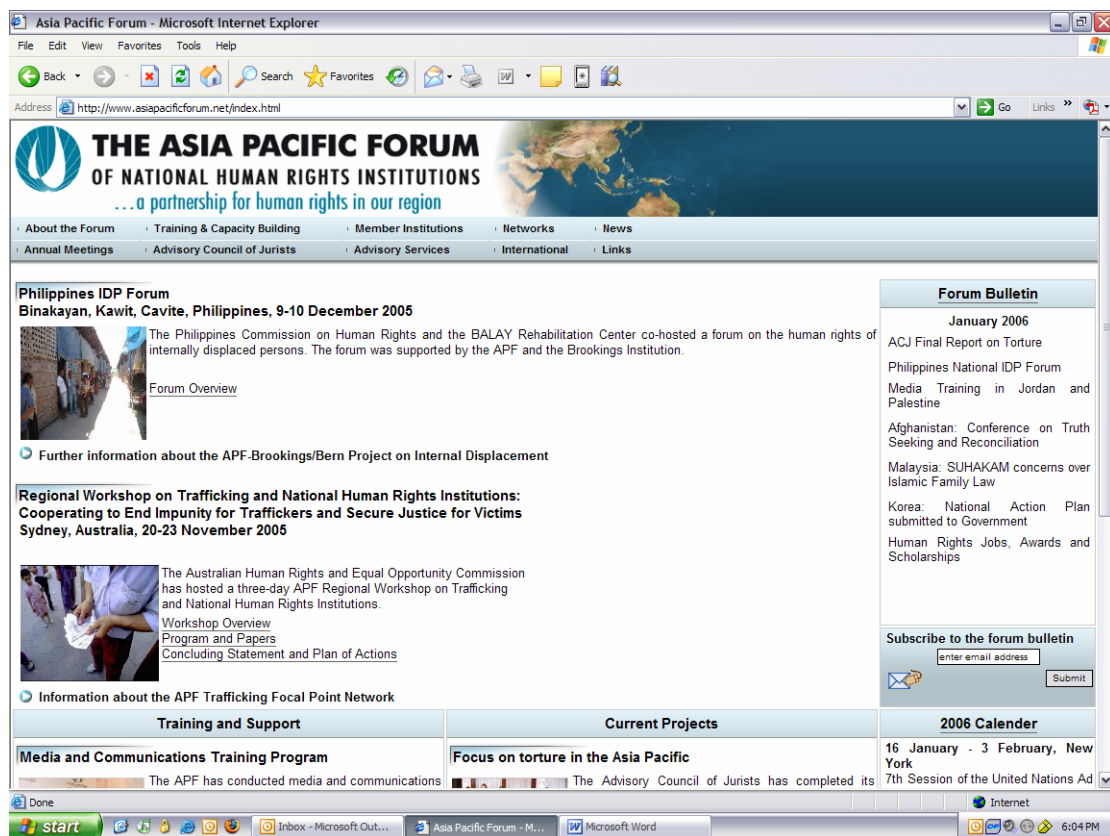 Asia Pacific Forum - Microsoft Internet Explorer
File Edit View Favorites Tools Help
Back Search Favorites
Address http://www.asiapacificforum.net/index.html Go Links »
THE ASIA PACIFIC FORUM
OF NATIONAL HUMAN RIGHTS INSTITUTIONS
...a partnership for human rights in our region
About the Forum Training & Capacity Building Member Institutions Networks News
Annual Meetings Advisory Council of Jurists Advisory Services International Links
Philippines IDP Forum
Binakayan, Kawit, Cavite, Philippines, 9-10 December 2005
The Philippines Commission on Human Rights and the BALAY Rehabilitation Center co-hosted a forum on the human rights of
internally displaced persons. The forum was supported by the APF and the Brookings Institution.
Forum Overview
Further information about the APF-Brookings/Bern Project on Internal Displacement
Regional Workshop on Trafficking and National Human Rights Institutions:
Cooperating to End Impunity for Traffickers and Secure Justice for Victims
Sydney, Australia, 20-23 November 2005
The Australian Human Rights and Equal Opportunity Commission
has hosted a three-day APF Regional Workshop on Trafficking
and National Human Rights Institutions.
Workshop Overview
Program and Papers
Concluding Statement and Plan of Actions
Information about the APF Trafficking Focal Point Network
Forum Bulletin
January 2006
ACJ Final Report on Torture
Philippines National IDP Forum
Media Training in Jordan and
Palestine
Afghanistan: Conference on Truth
Seeking and Reconciliation
Malaysia: SUHAKAM concerns over
Islamic Family Law
Korea: National Action Plan
submitted to Government
Human Rights Jobs, Awards and
Scholarships
Subscribe to the forum bulletin
enter email address
Submit
Training and Support
Media and Communications Training Program
The APF has conducted media and communications
Current Projects
Focus on torture in the Asia Pacific
The Advisory Council of Jurists has completed its
2006 Calender
16 January - 3 February, New
York
7th Session of the United Nations Ad
Done Internet
start Inbox - Microsoft Out... Asia Pacific Forum - M... Microsoft Word 6:04 PM